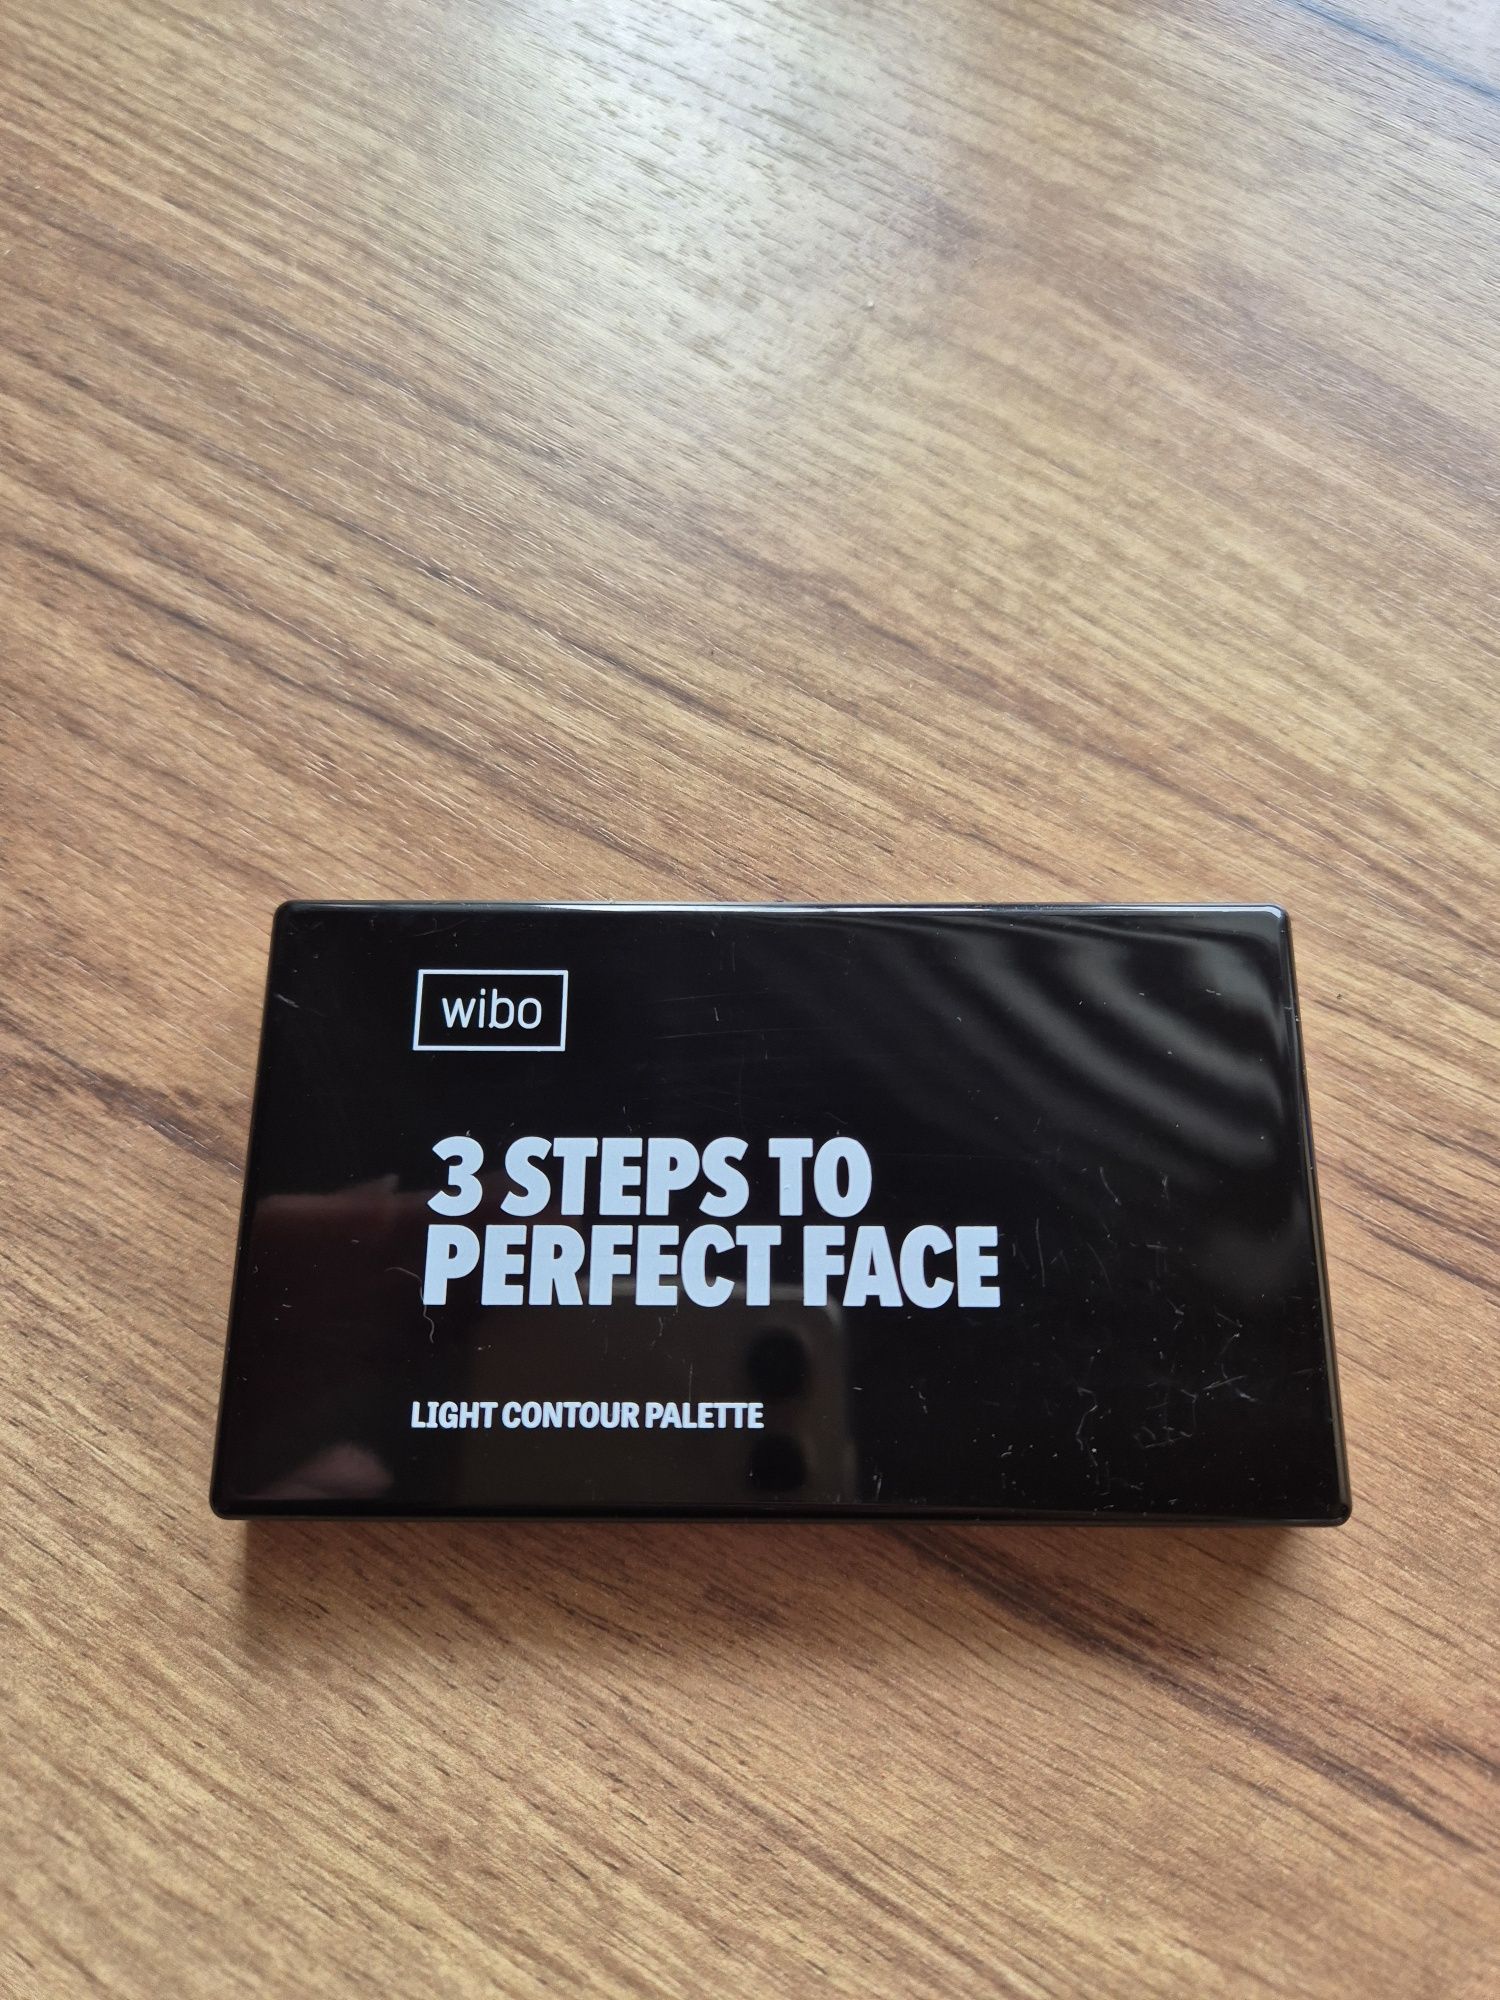 wibo
3 STEPS TO
PERFECT FACE
LIGHT CONTOUR PALETTE